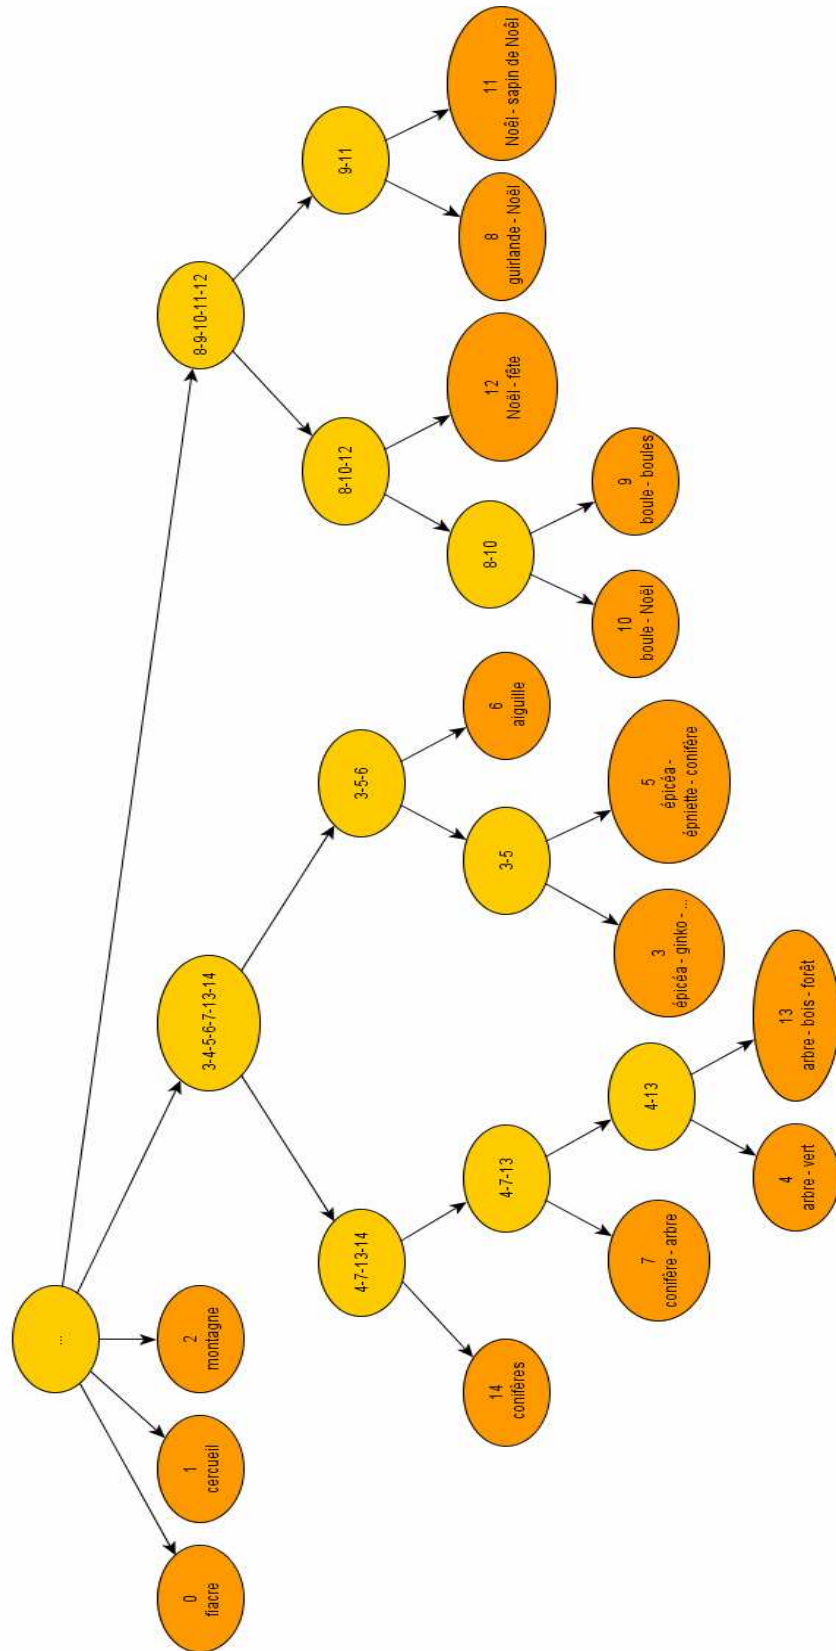 ...
0
fiacre
1
cercueil
2
montagne
3-4-5-6-7-13-14
8-9-10-11-12
4-7-13-14
3-5-6
8-10-12
9-11
14
conifères
4-7-13
3-5
6
aiguille
8-10
12
Noël - fête
8
guirlande - Noël
11
Noël - sapin de Noël
7
conifère - arbre
4-13
3
épicéa - ginko - ...
5
épicéa -
épniette - conifère
10
boule - Noël
9
boule - boules
4
arbre - vert
13
arbre - bois - forêt